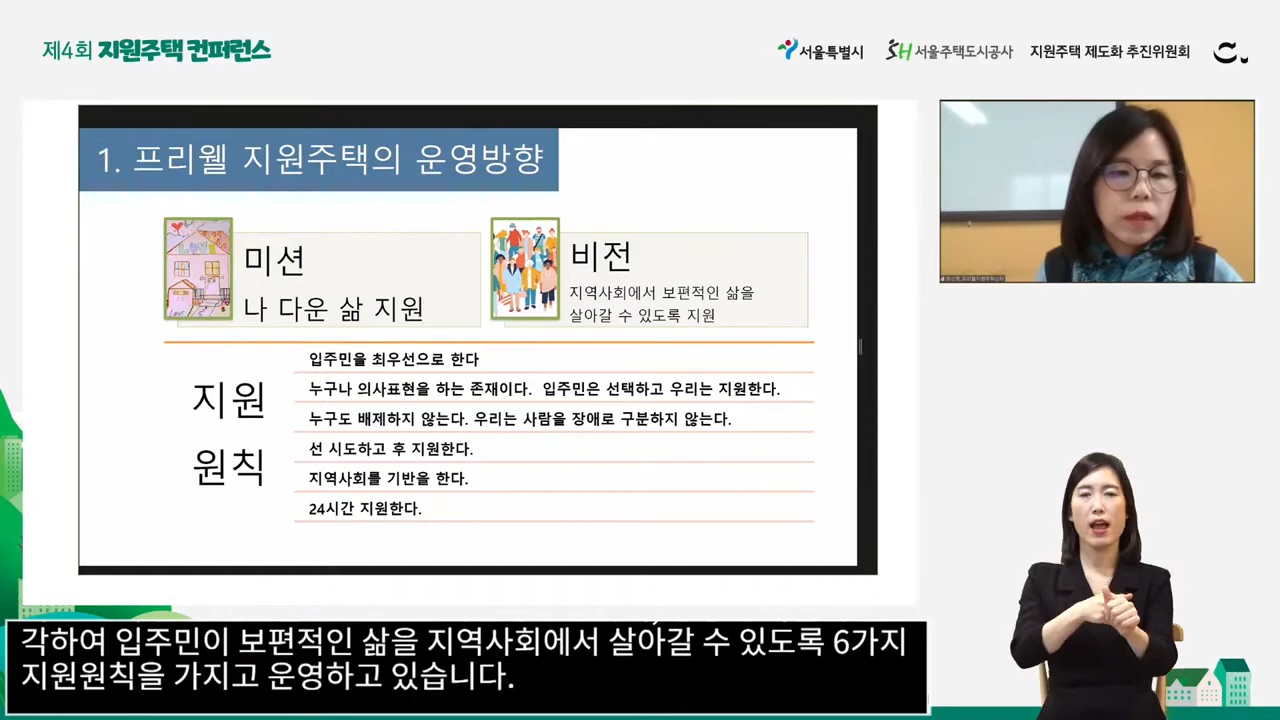 제4회 지원주택 컨퍼런스
서울특별시
SH 서울주택도시공사
지원주택 제도화 추진위원회
1. 프리웰 지원주택의 운영방향
미션
나 다운 삶 지원
비전
지역사회에서 보편적인 삶을
살아갈 수 있도록 지원
지원
원칙
입주민을 최우선으로 한다
누구나 의사표현을 하는 존재이다. 입주민은 선택하고 우리는 지원한다.
누구도 배제하지 않는다. 우리는 사람을 장애로 구분하지 않는다.
선 시도하고 후 지원한다.
지역사회를 기반을 한다.
24시간 지원한다.
각하여 입주민이 보편적인 삶을 지역사회에서 살아갈 수 있도록 6가지
지원원칙을 가지고 운영하고 있습니다.